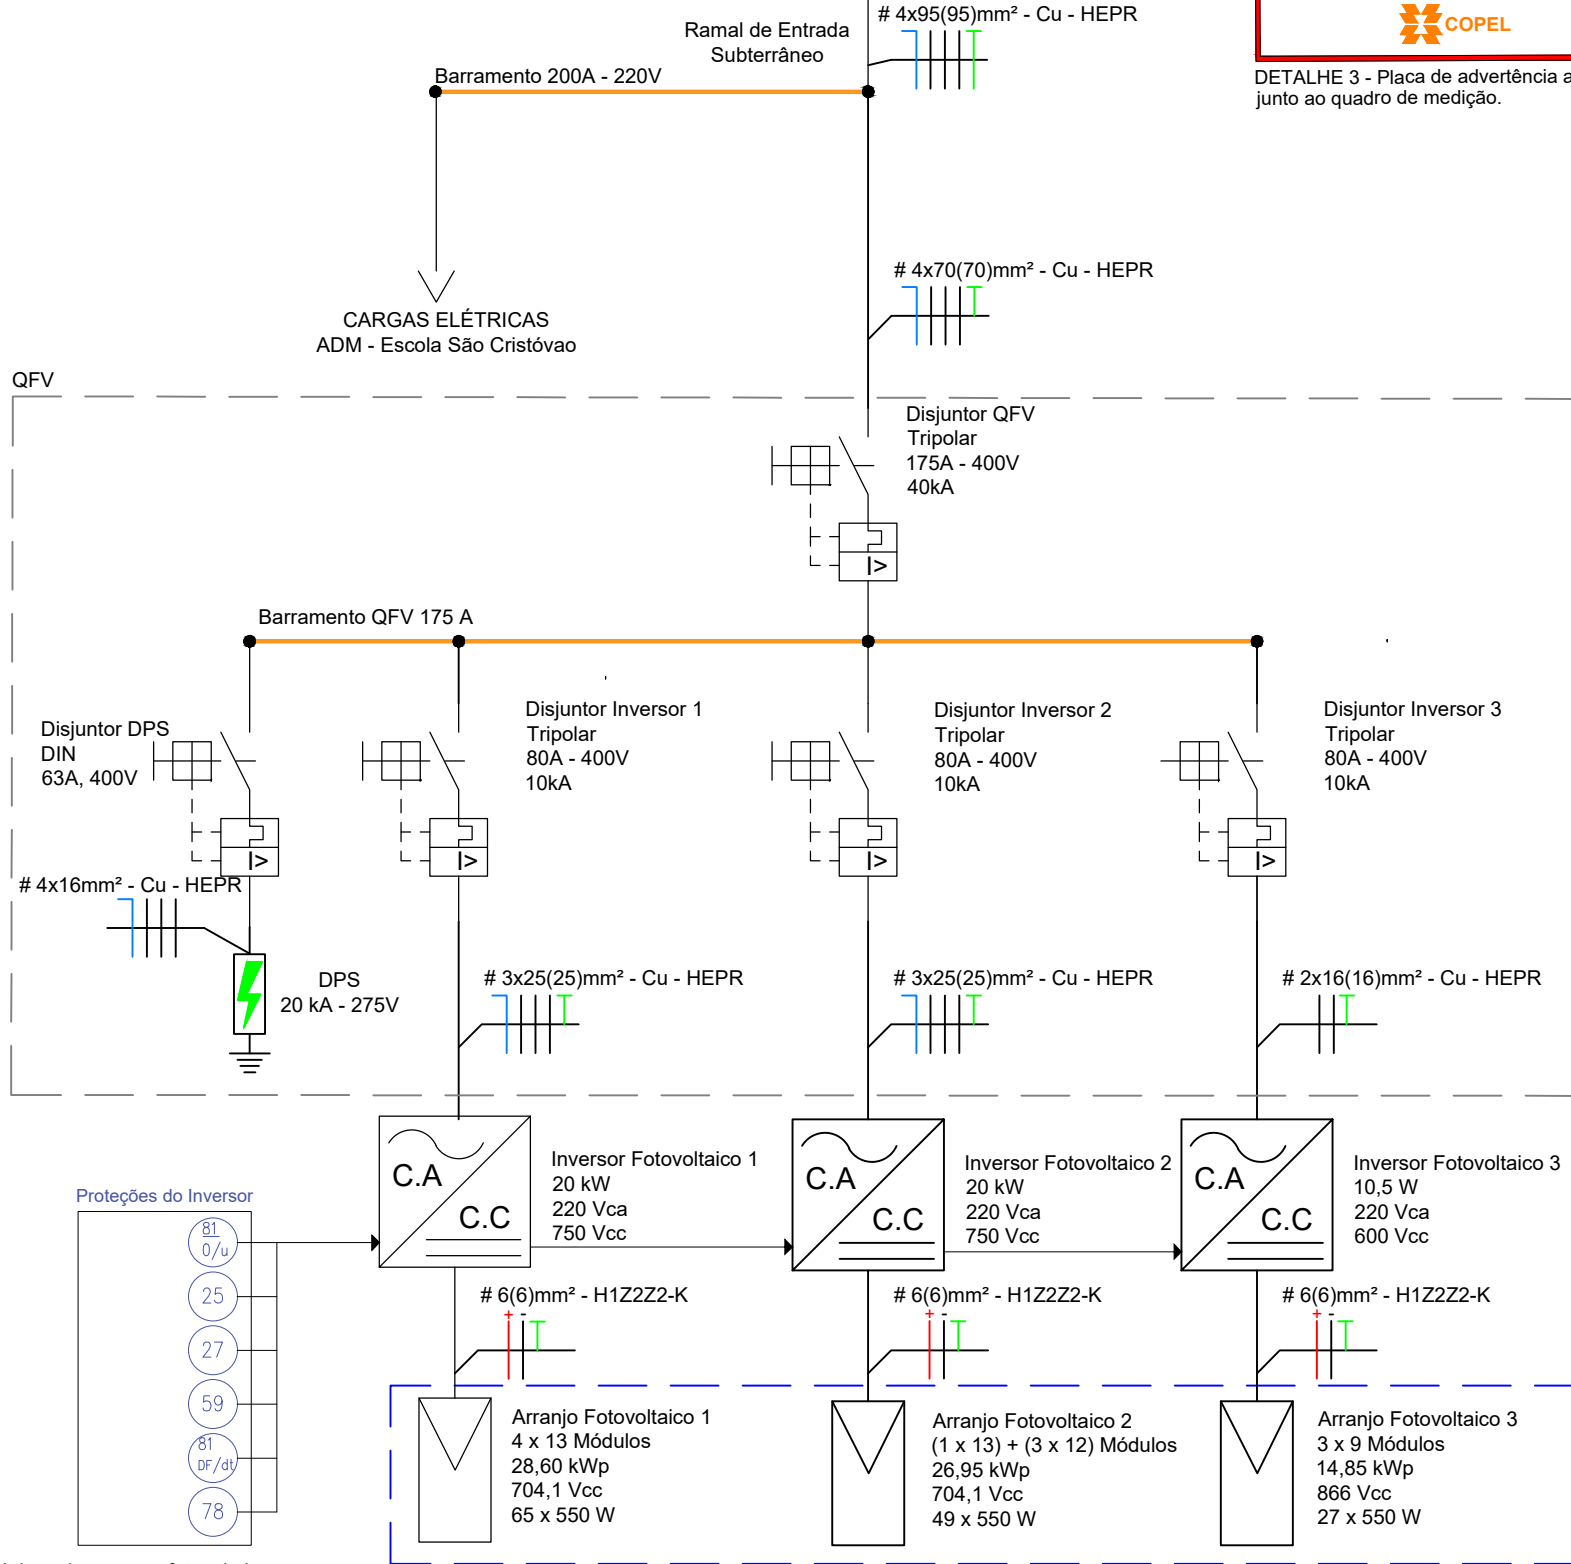 # 4x95(95)mm² - Cu - HEPR
COPEL
Ramal de Entrada
Subterrâneo
Barramento 200A - 220V
DETALHE 3 - Placa de advertência a
junto ao quadro de medição.
# 4x70(70)mm² - Cu - HEPR
CARGAS ELÉTRICAS
ADM - Escola São Cristóvao
QFV
Disjuntor QFV
Tripolar
175A - 400V
40kA
I>
Barramento QFV 175 A
Disjuntor DPS
DIN
63A, 400V
I>
Disjuntor Inversor 1
Tripolar
80A - 400V
10kA
I>
Disjuntor Inversor 2
Tripolar
80A - 400V
10kA
I>
Disjuntor Inversor 3
Tripolar
80A - 400V
10kA
I>
# 4x16mm² - Cu - HEPR
DPS
20 kA - 275V
# 3x25(25)mm² - Cu - HEPR
# 3x25(25)mm² - Cu - HEPR
# 2x16(16)mm² - Cu - HEPR
C.A
C.C
Inversor Fotovoltaico 1
20 kW
220 Vca
750 Vcc
C.A
C.C
Inversor Fotovoltaico 2
20 kW
220 Vca
750 Vcc
C.A
C.C
Inversor Fotovoltaico 3
10,5 W
220 Vca
600 Vcc
Proteções do Inversor
81
O/u
25
27
59
81
DF/dt
78
# 6(6)mm² - H1Z2Z2-K
+ -
# 6(6)mm² - H1Z2Z2-K
+ -
# 6(6)mm² - H1Z2Z2-K
+ -
Arranjo Fotovoltaico 1
4 x 13 Módulos
28,60 kWp
704,1 Vcc
65 x 550 W
Arranjo Fotovoltaico 2
(1 x 13) + (3 x 12) Módulos
26,95 kWp
704,1 Vcc
49 x 550 W
Arranjo Fotovoltaico 3
3 x 9 Módulos
14,85 kWp
866 Vcc
27 x 550 W